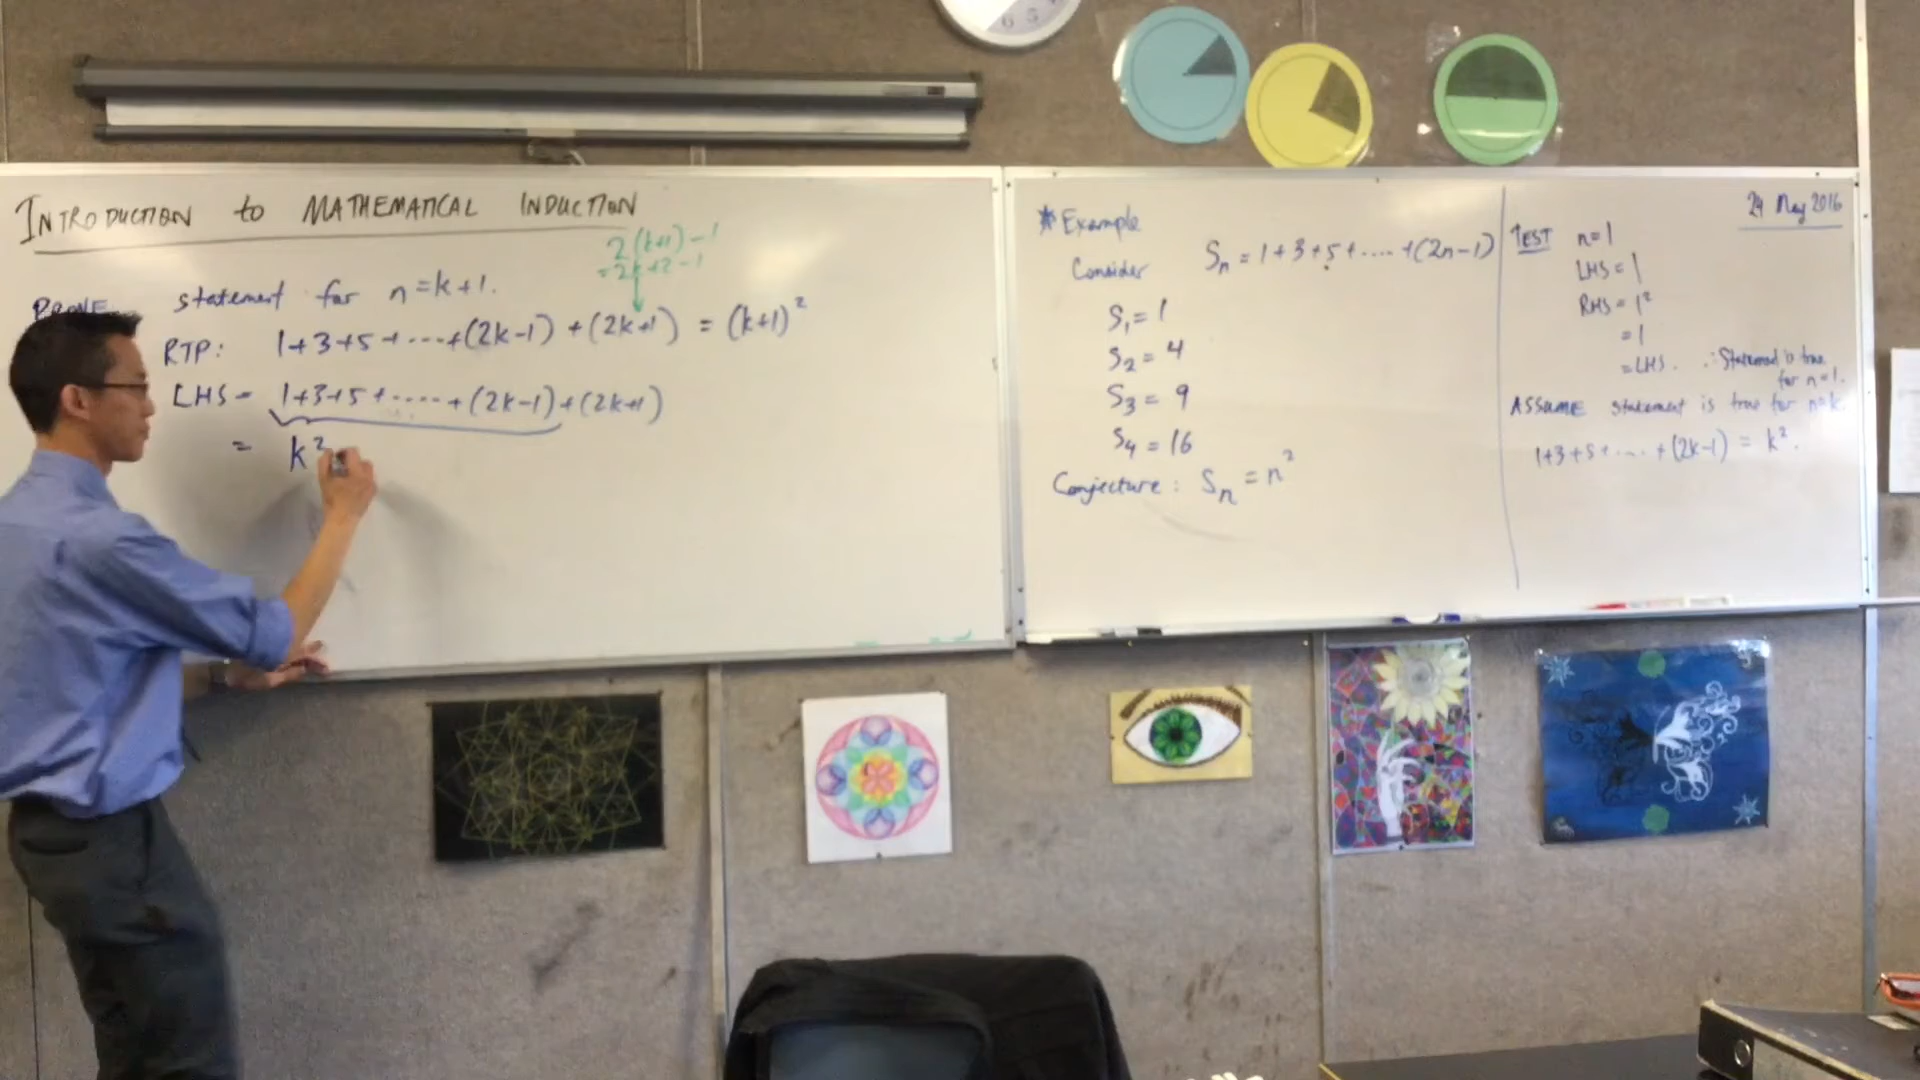 INTRODUCTION to MATHEMATICAL INDUCTION
2(k+1)-1
=2k+2-1
PROVE statement for n=k+1.
RTP: 1+3+5+....+(2k-1)+(2k+1) = (k+1)²
LHS = 1+3+5+.....+(2k-1)+(2k+1)
= k²
*Example
Consider Sₙ = 1+3+5+....+(2n-1)
S₁ = 1
S₂ = 4
S₃ = 9
S₄ = 16
Conjecture: Sₙ = n²
24 May 2016
TEST n=1
LHS = 1
RHS = 1²
= 1
= LHS. ∴ Statement is true
for n=1.
ASSUME statement is true for n=k.
1+3+5+....+(2k-1) = k².